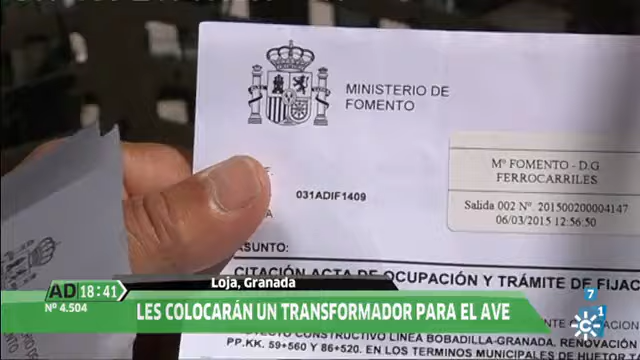 MINISTERIO DE
FOMENTO
Mº FOMENTO - D.G
FERROCARRILES
Salida 002 Nº. 201500200004147
06/03/2015 12:56:50
031ADIF1409
ASUNTO:
CITACIÓN ACTA DE OCUPACIÓN Y TRÁMITE DE FIJAC
PROYECTO CONSTRUCTIVO LÍNEA BOBADILLA-GRANADA. RENOVACIÓN
PP.KK. 59+560 Y 86+520. EN LOS TERMINOS MUNICIPALES DE HUETOR
Loja, Granada
AD 18:41
Nº 4.504
LES COLOCARÁN UN TRANSFORMADOR PARA EL AVE
7
1